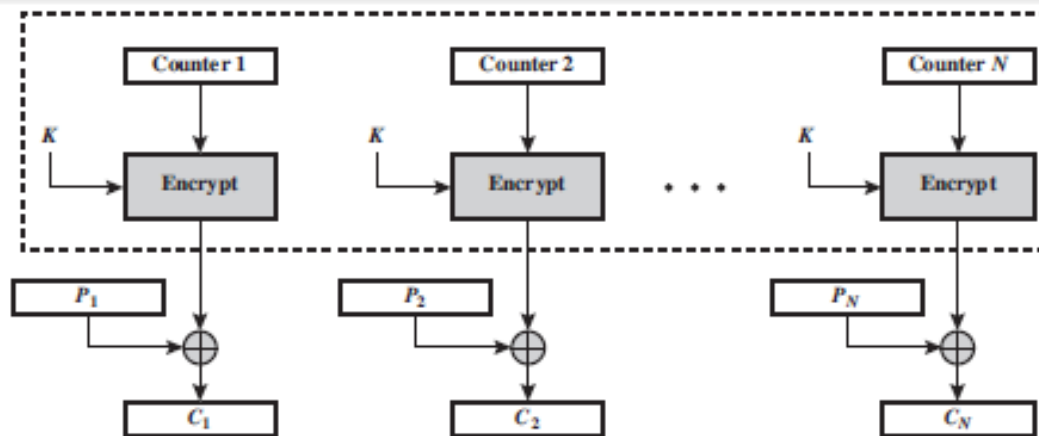 Counter 1 Counter 2 Counter N
K K K
Encrypt Encrypt . . . Encrypt
P1 P2 PN
C1 C2 CN